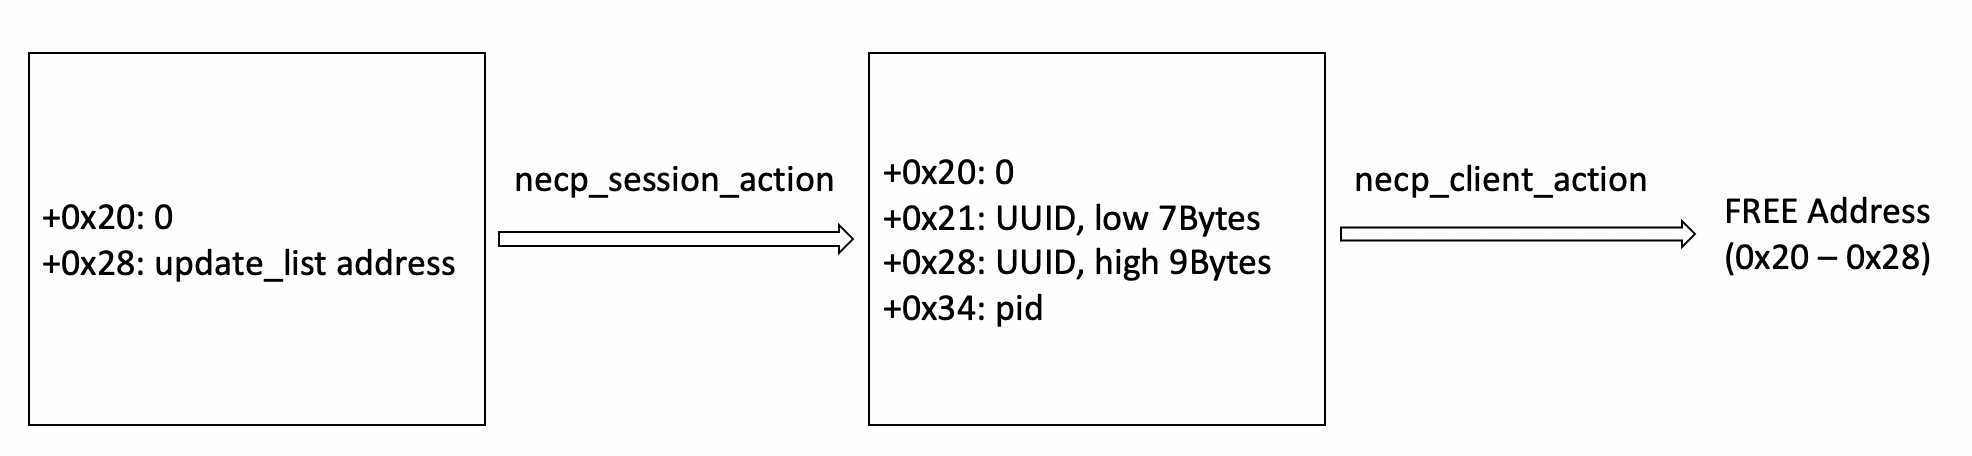 +0x20: 0
+0x28: update_list address
necp_session_action
+0x20: 0
+0x21: UUID, low 7Bytes
+0x28: UUID, high 9Bytes
+0x34: pid
necp_client_action
FREE Address
(0x20 – 0x28)